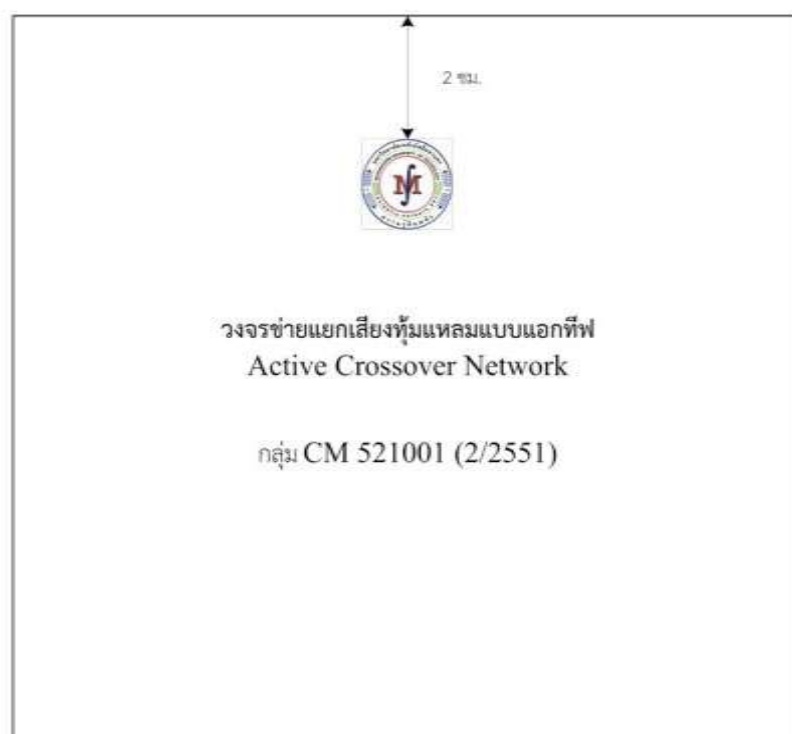 2 ซม.
M
วงจรข่ายแยกเสียงทุ้มแหลมแบบแอกทีฟ
Active Crossover Network
กลุ่ม CM 521001 (2/2551)